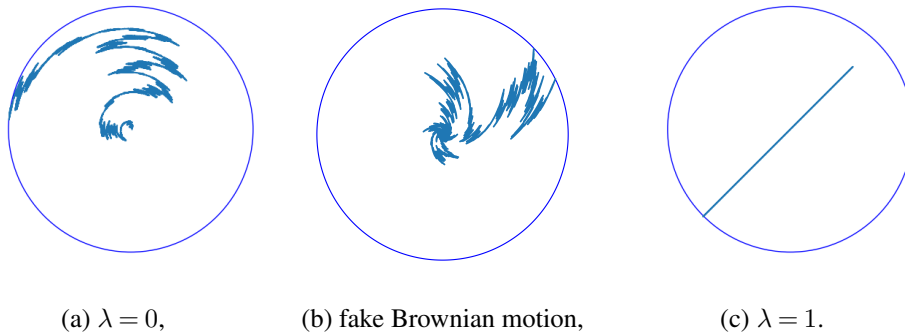 (a) λ = 0, (b) fake Brownian motion, (c) λ = 1.